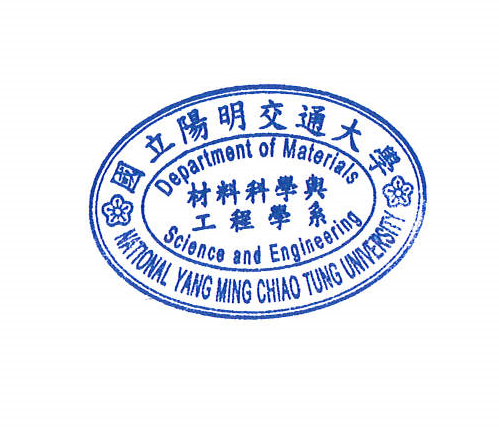 國立陽明交通大學
Department of Materials
材料科學與
工程學系
Science and Engineering
NATIONAL YANG MING CHIAO TUNG UNIVERSITY